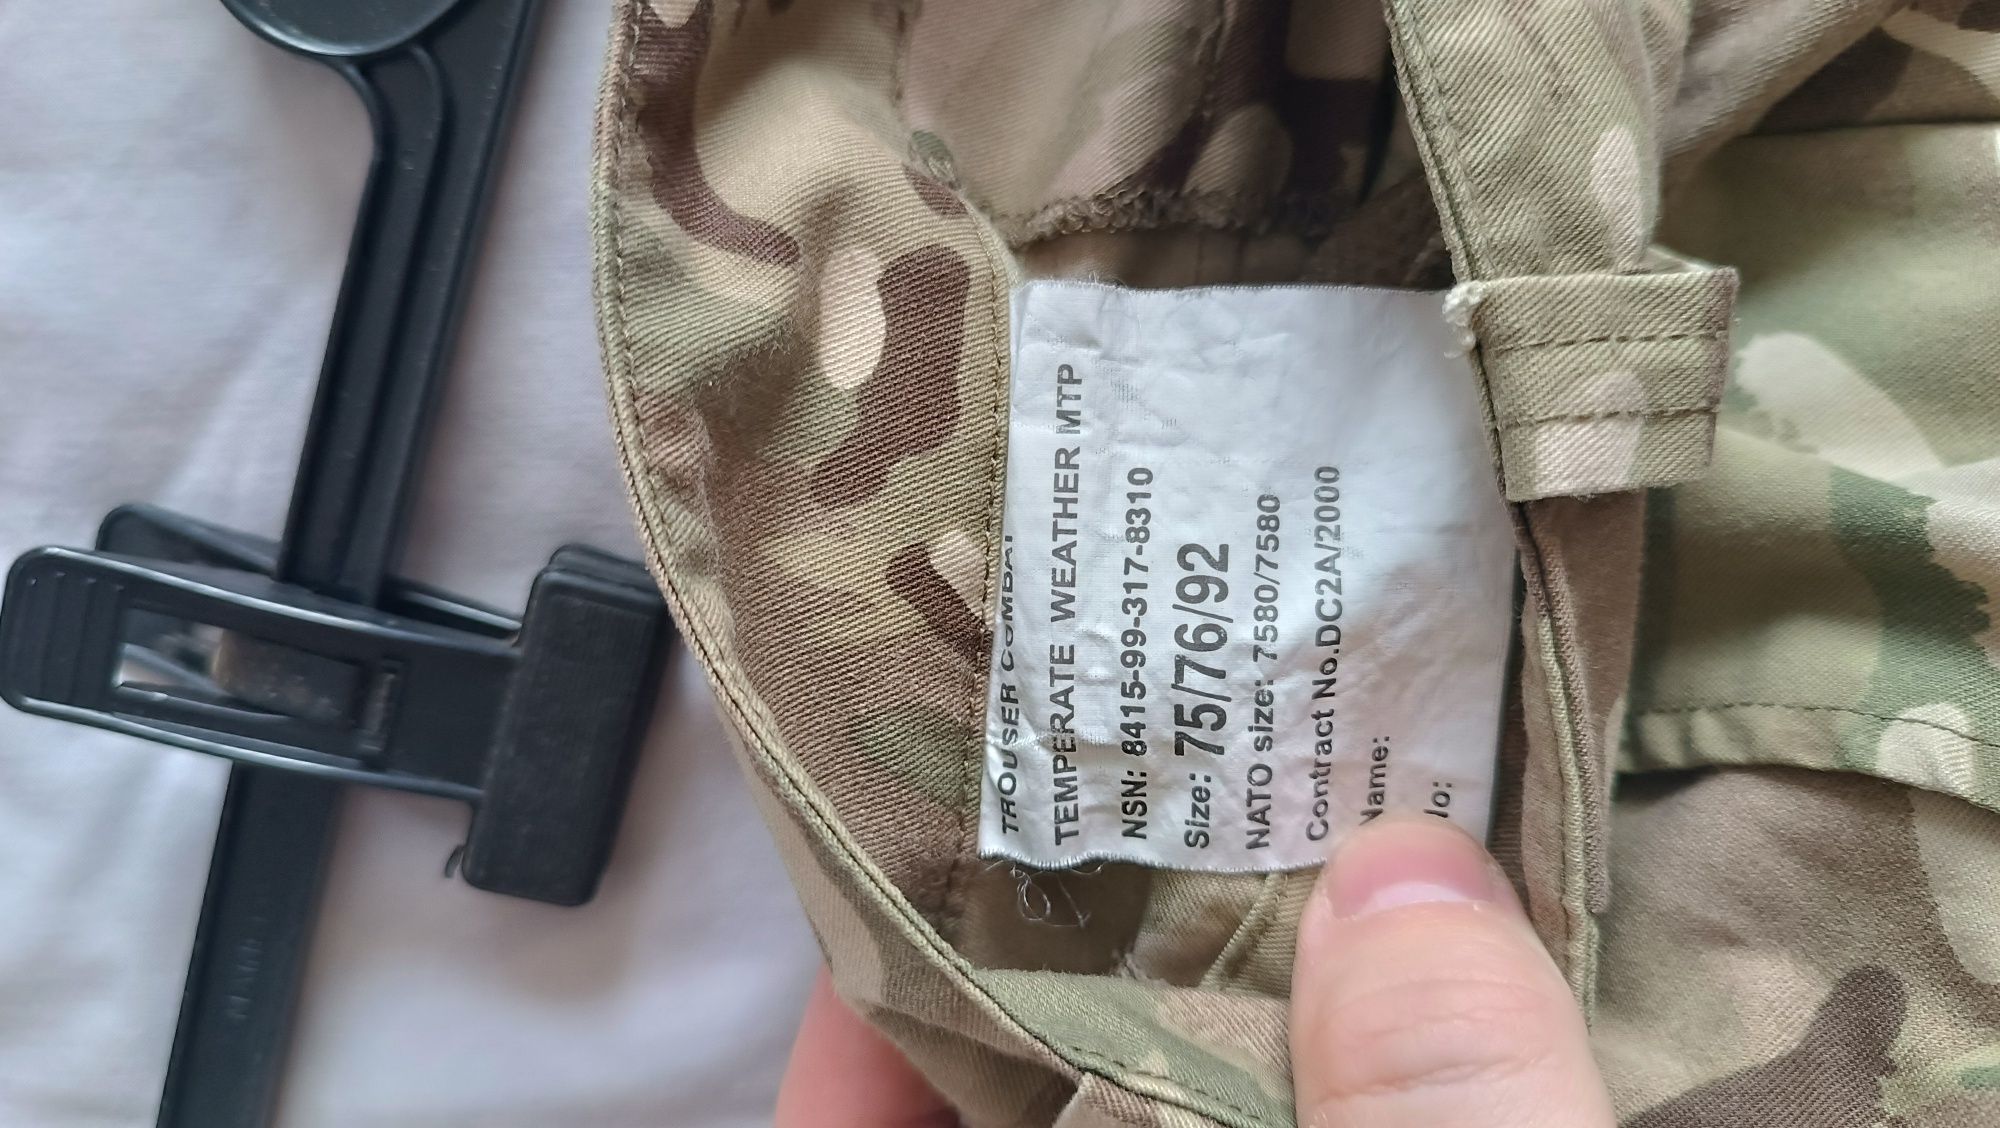 TROUSER COMBAT
TEMPERATE WEATHER MTP
NSN: 8415-99-317-8310
Size: 75/76/92
NATO size: 7580/7580
Contract No.DC2A/2000
Name:
No: